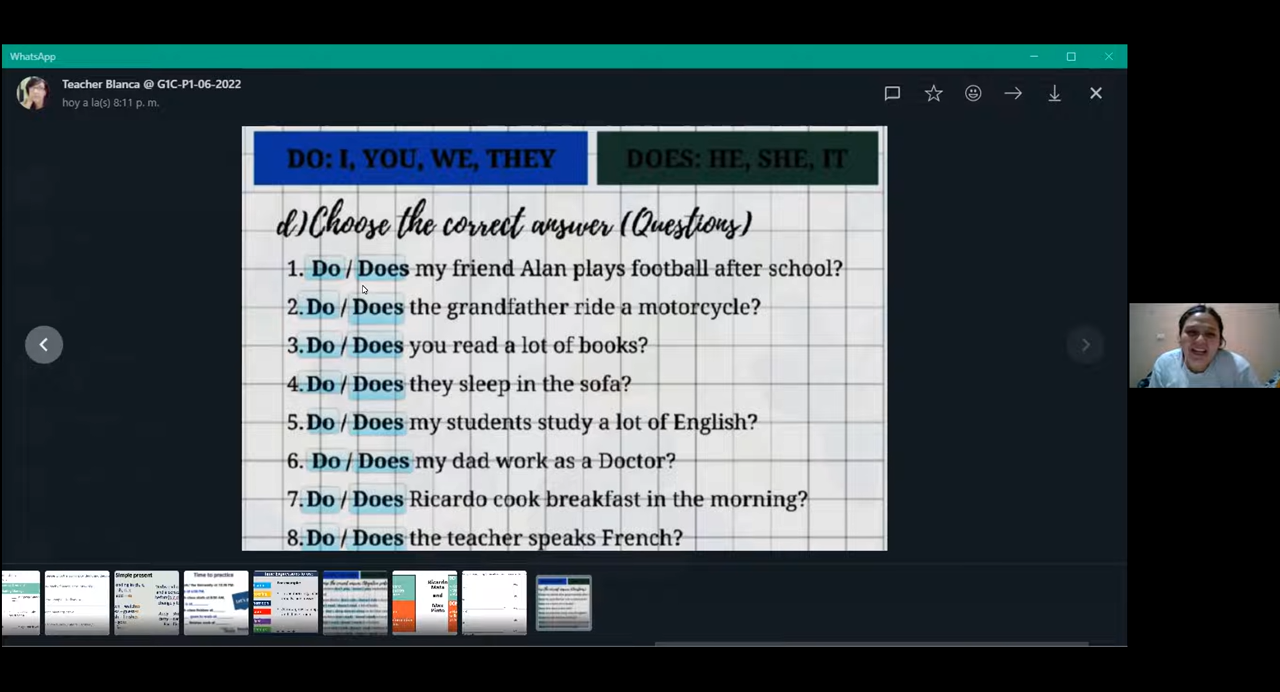 WhatsApp
Teacher Blanca @ G1C-P1-06-2022
hoy a la(s) 8:11 p. m.
DO: I, YOU, WE, THEY
DOES: HE, SHE, IT
d) Choose the correct answer (Questions)
1. Do / Does my friend Alan plays football after school?
2. Do / Does the grandfather ride a motorcycle?
3. Do / Does you read a lot of books?
4. Do / Does they sleep in the sofa?
5. Do / Does my students study a lot of English?
6. Do / Does my dad work as a Doctor?
7. Do / Does Ricardo cook breakfast in the morning?
8. Do / Does the teacher speaks French?
Simple present
Time to practice